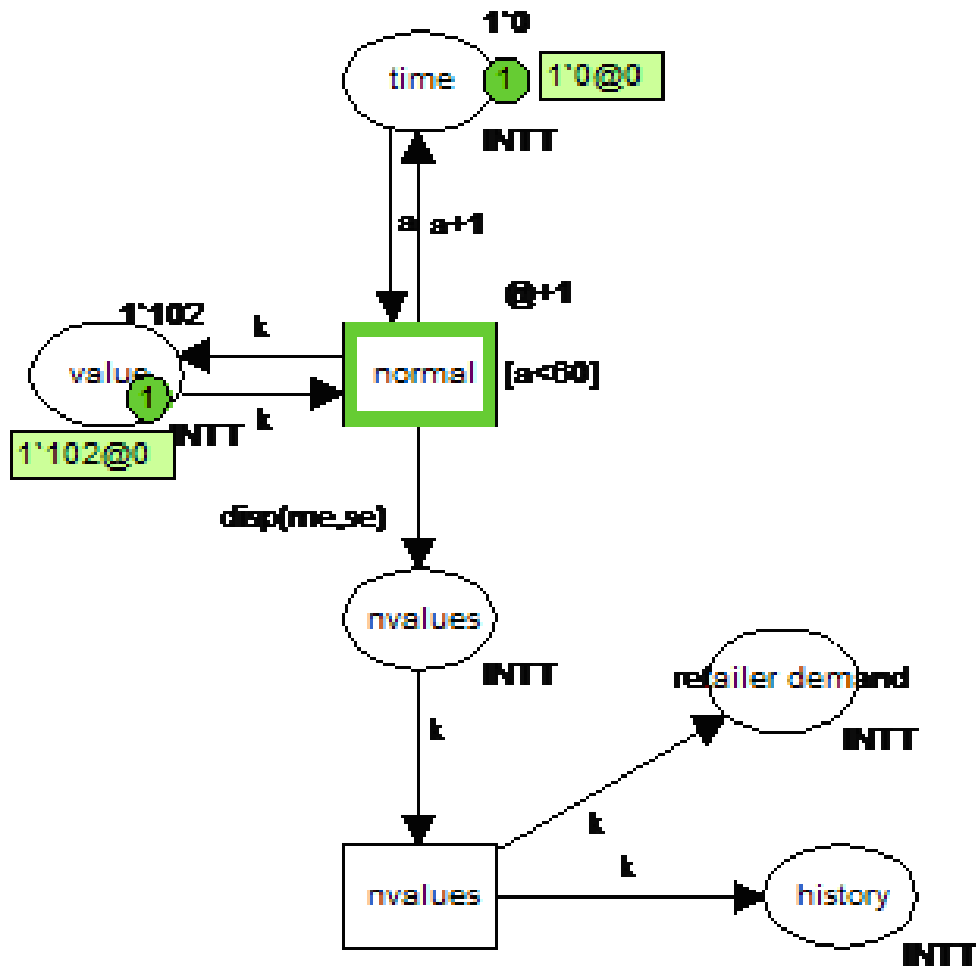 1`0
time
1
1`0@0
INTT
a
a+1
@+1
1`102
k
value
normal
[a<60]
1
k
INTT
1`102@0
disp(me,se)
nvalues
INTT
retailer demand
k
INTT
k
k
nvalues
history
INTT